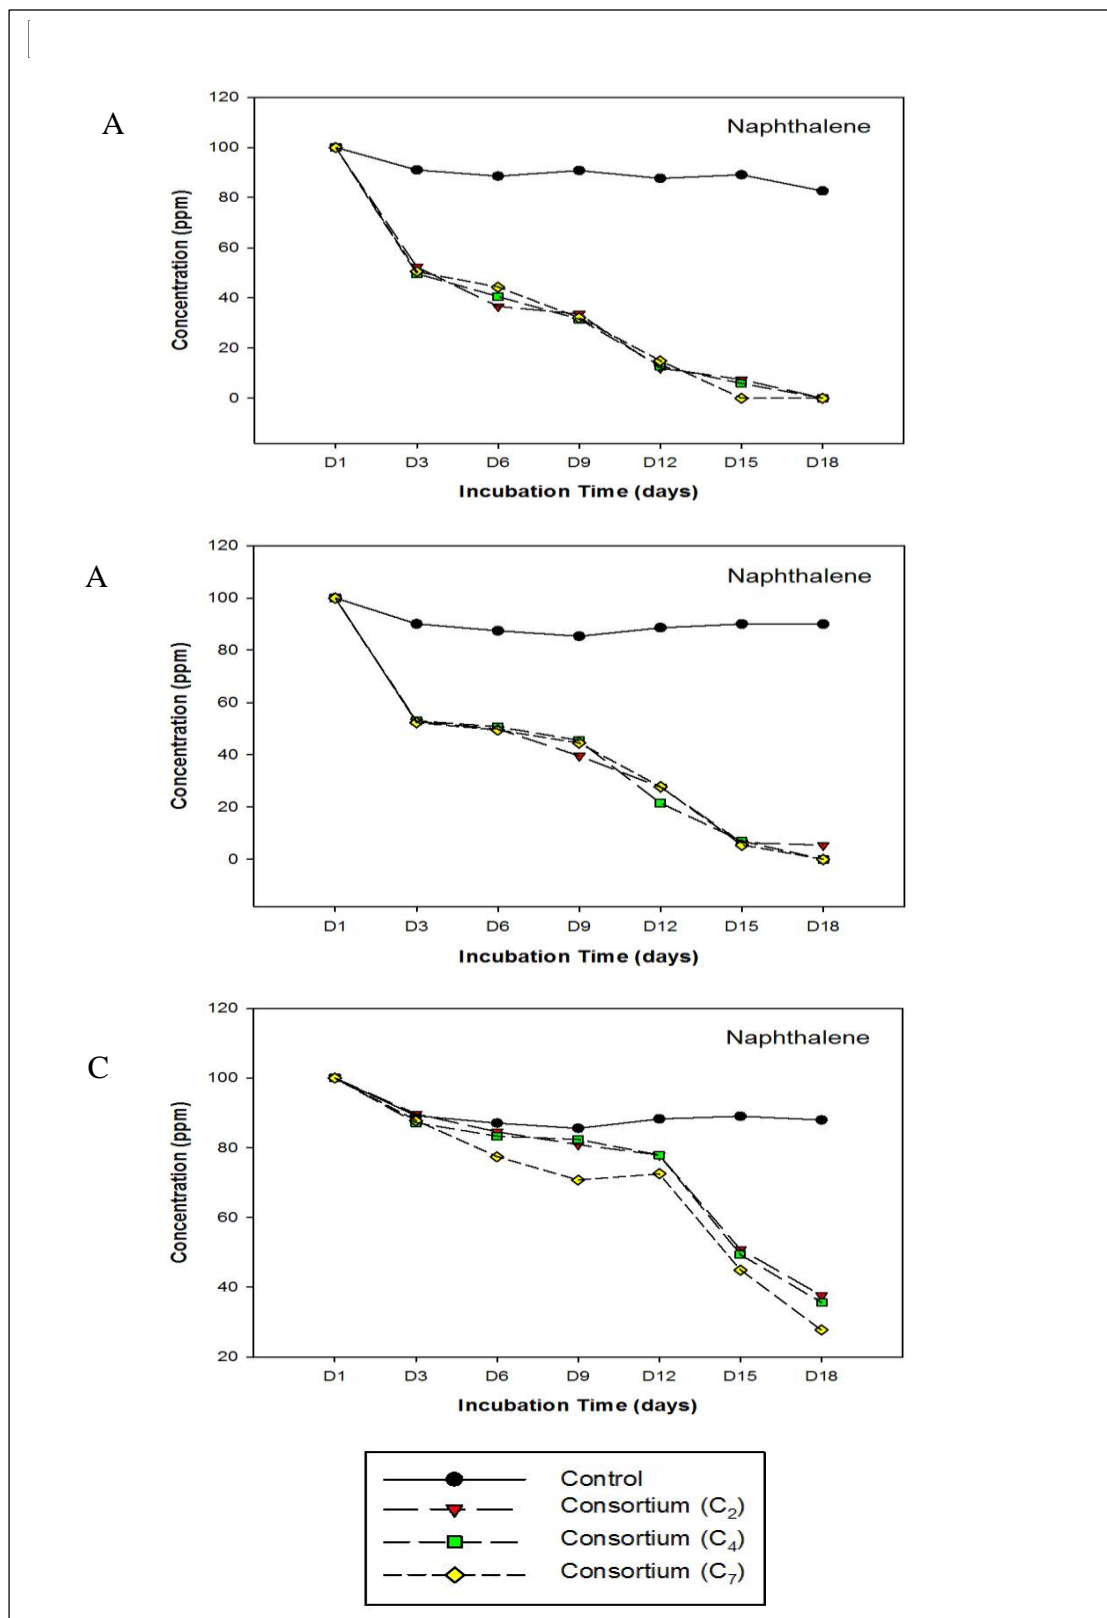 A
Naphthalene
Concentration (ppm)
120
100
80
60
40
20
0
D1 D3 D6 D9 D12 D15 D18
Incubation Time (days)
A
Naphthalene
Concentration (ppm)
120
100
80
60
40
20
0
D1 D3 D6 D9 D12 D15 D18
Incubation Time (days)
C
Naphthalene
Concentration (ppm)
120
100
80
60
40
20
D1 D3 D6 D9 D12 D15 D18
Incubation Time (days)
Control
Consortium (C₂)
Consortium (C₄)
Consortium (C₇)